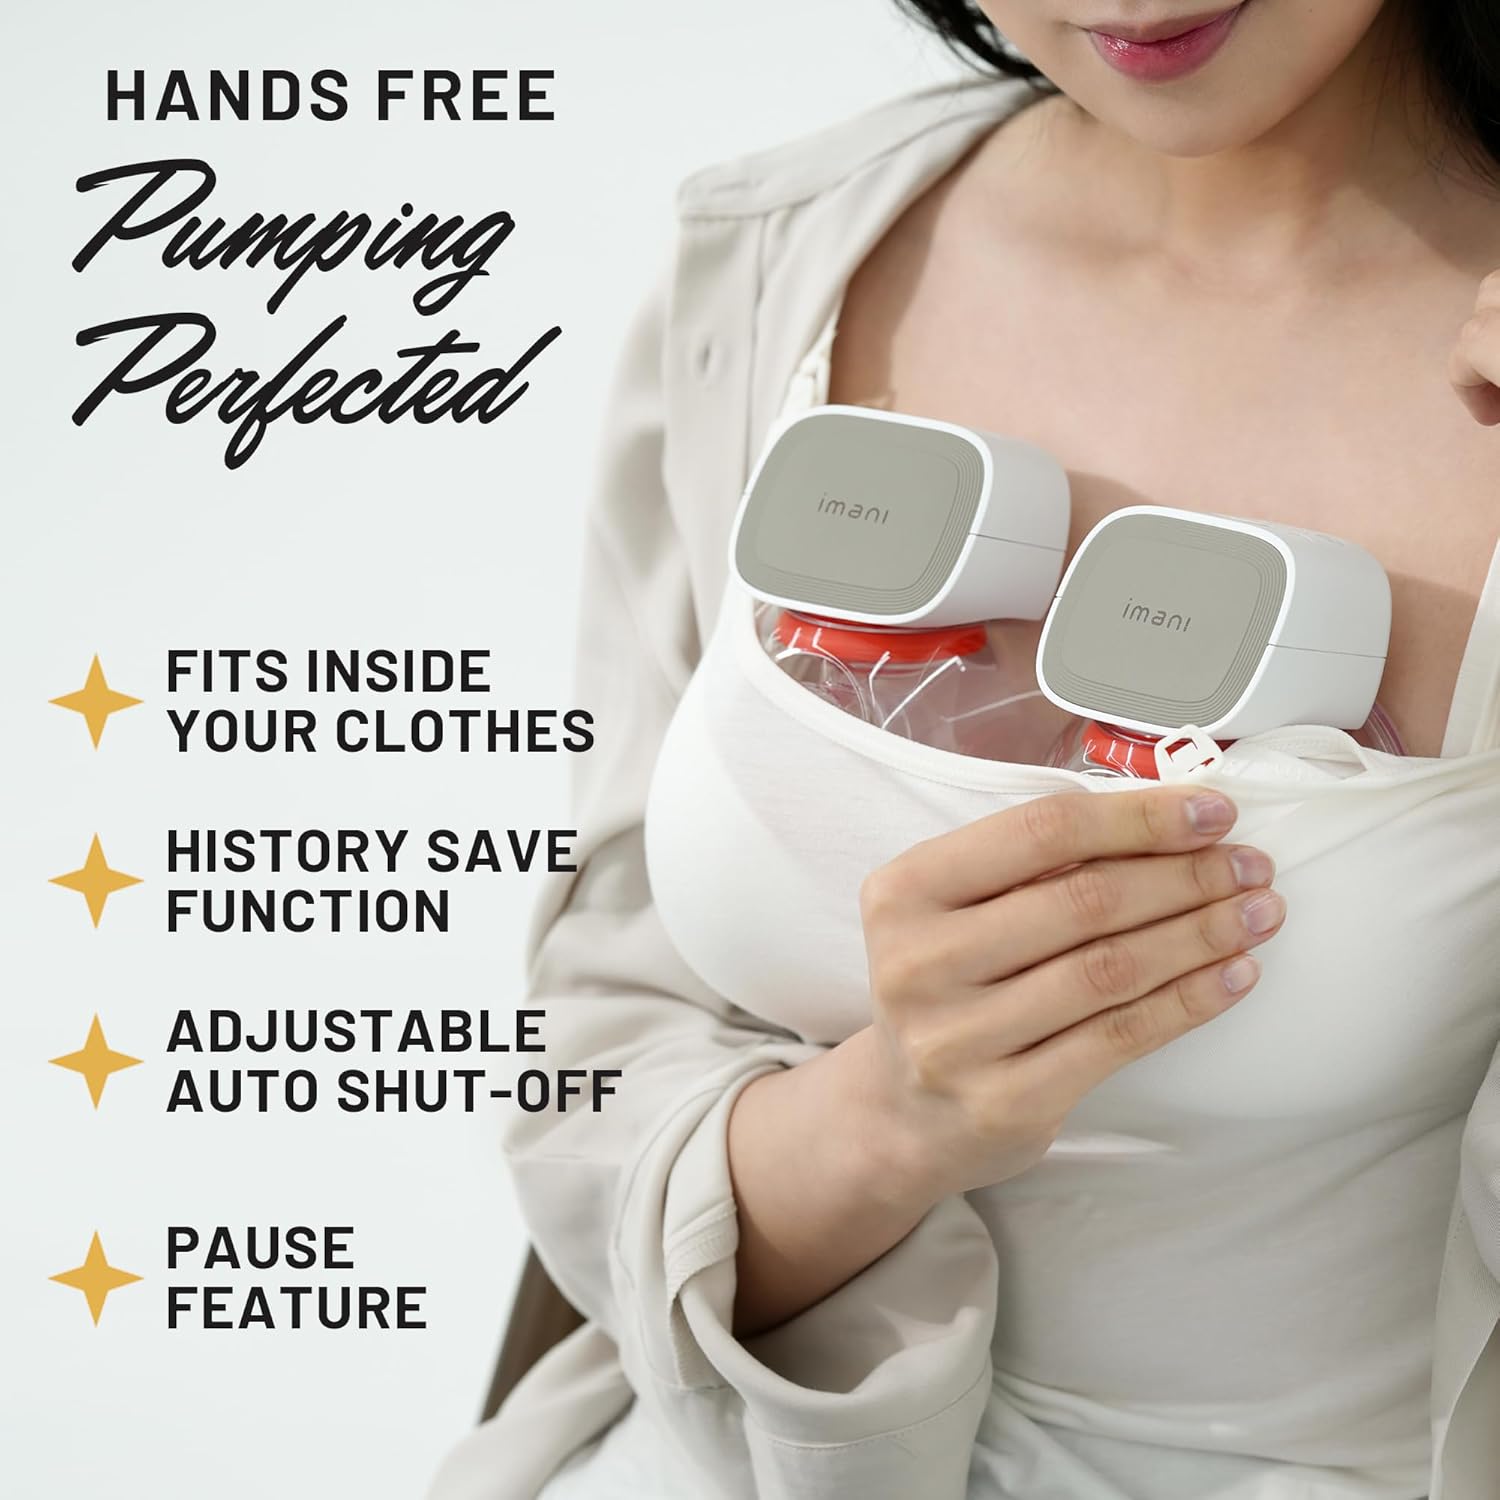 HANDS FREE
Pumping
Perfected
imani
imani
FITS INSIDE
YOUR CLOTHES
HISTORY SAVE
FUNCTION
ADJUSTABLE
AUTO SHUT-OFF
PAUSE
FEATURE